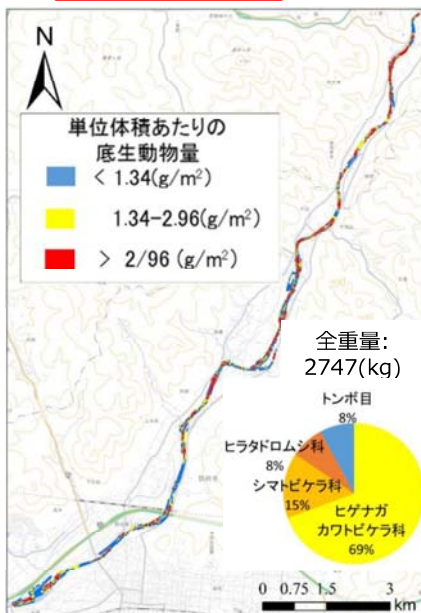 N
単位体積あたりの
底生動物量
< 1.34(g/m²)
1.34-2.96(g/m²)
> 2/96 (g/m²)
全重量:
2747(kg)
トンボ目
8%
ヒラタドロムシ科
8%
シマトビケラ科
15%
ヒゲナガ
カワトビケラ科
69%
0 0.75 1.5 3
km